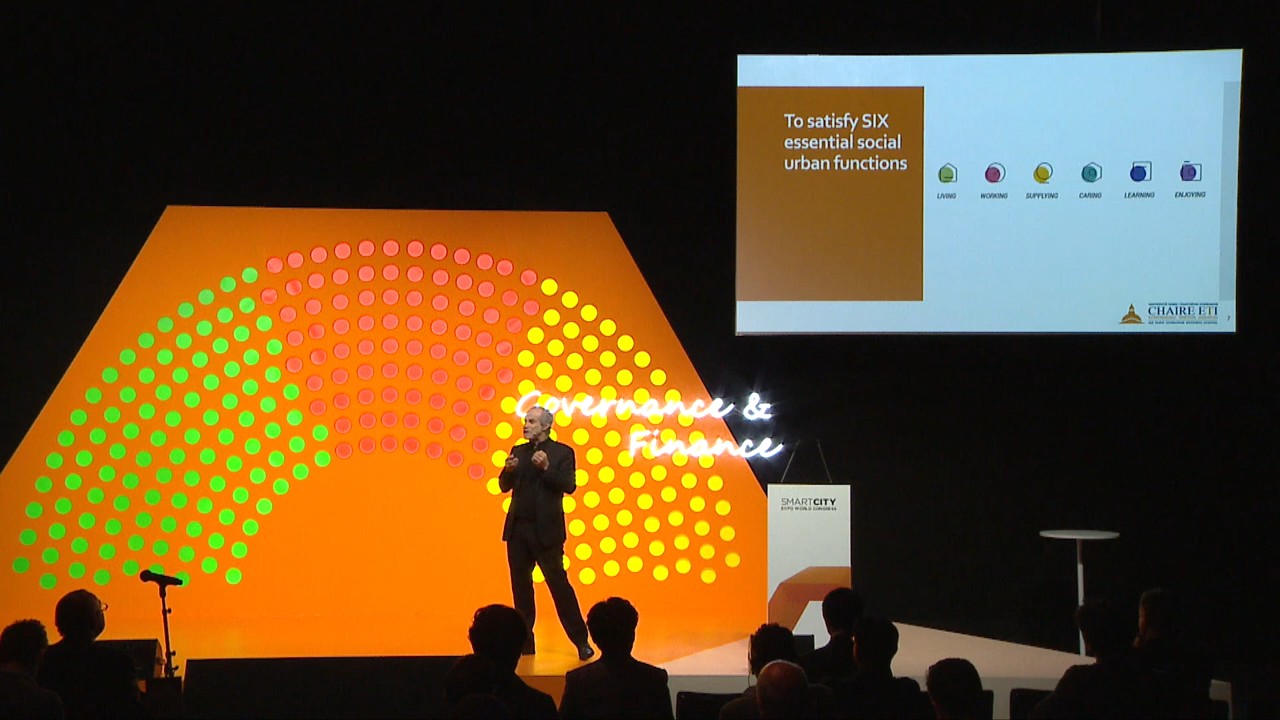 To satisfy SIX
essential social
urban functions
LIVING
WORKING
SUPPLYING
CARING
LEARNING
ENJOYING
CHAIRE ETI
7
Governance &
Finance
SMARTCITY
EXPO WORLD CONGRESS